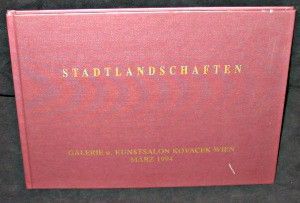 STADTLANDSCHAFTEN
GALERIE u. KUNSTSALON KOVACEK WIEN
MÄRZ 1994